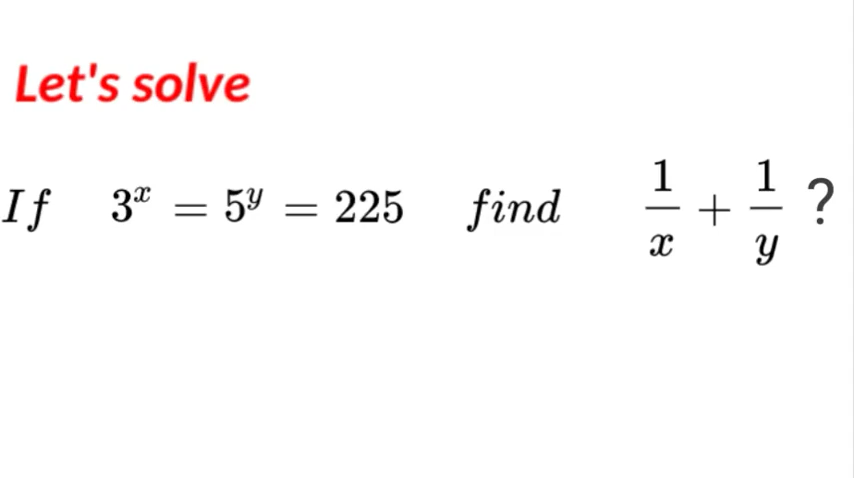 Let's solve
If 3^x = 5^y = 225 find 1/x + 1/y ?